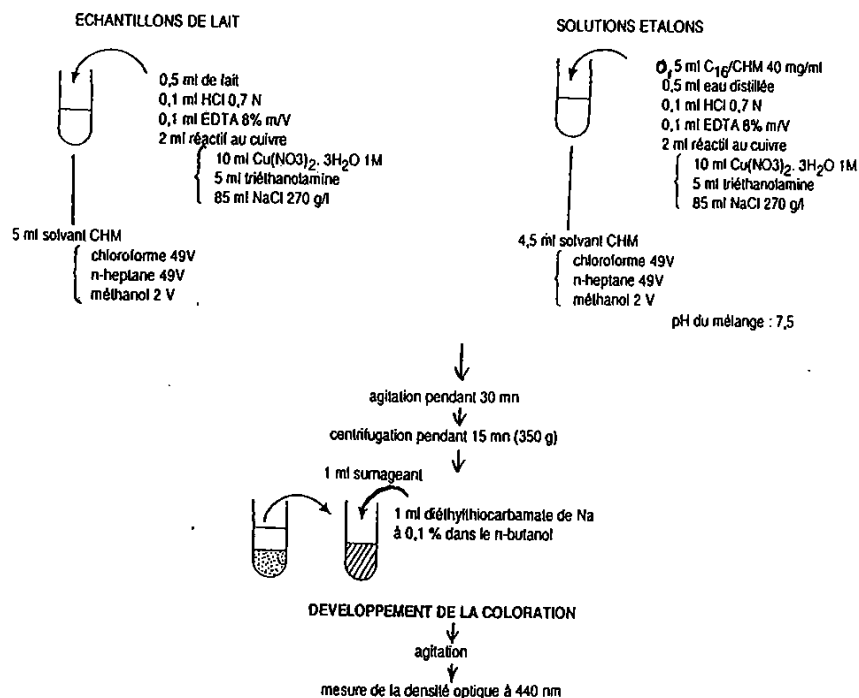 ECHANTILLONS DE LAIT
0,5 ml de lait
0,1 ml HCl 0,7 N
0,1 ml EDTA 8% m/V
2 ml réactif au cuivre
10 ml Cu(NO3)2. 3H2O 1M
5 ml triéthanolamine
85 ml NaCl 270 g/l
5 ml solvant CHM
chloroforme 49V
n-heptane 49V
méthanol 2 V
SOLUTIONS ETALONS
0,5 ml C16/CHM 40 mg/ml
0,5 ml eau distillée
0,1 ml HCl 0,7 N
0,1 ml EDTA 8% m/V
2 ml réactif au cuivre
10 ml Cu(NO3)2. 3H2O 1M
5 ml triéthanolamine
85 ml NaCl 270 g/l
4,5 ml solvant CHM
chloroforme 49V
n-heptane 49V
méthanol 2 V
pH du mélange : 7,5
agitation pendant 30 mn
centrifugation pendant 15 mn (350 g)
1 ml surnageant
1 ml diéthylthiocarbamate de Na
à 0,1 % dans le n-butanol
DEVELOPPEMENT DE LA COLORATION
agitation
mesure de la densité optique à 440 nm